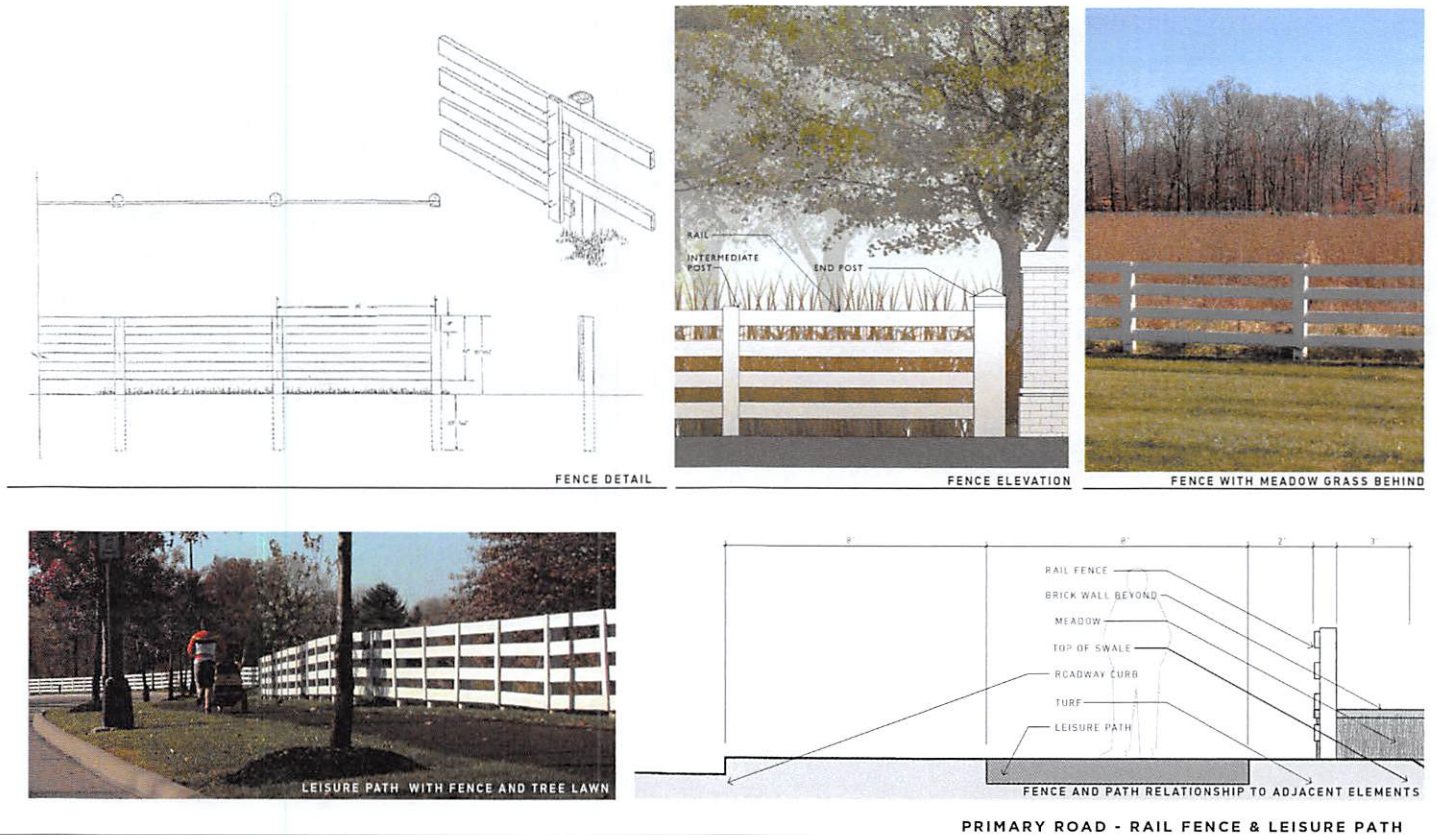 RAIL
INTERMEDIATE
POST
END POST
FENCE DETAIL
FENCE ELEVATION
FENCE WITH MEADOW GRASS BEHIND
LEISURE PATH WITH FENCE AND TREE LAWN
8'
8'
2'
3'
RAIL FENCE
BRICK WALL BEYOND
MEADOW
TOP OF SWALE
ROADWAY CURB
TURF
LEISURE PATH
FENCE AND PATH RELATIONSHIP TO ADJACENT ELEMENTS
PRIMARY ROAD - RAIL FENCE & LEISURE PATH